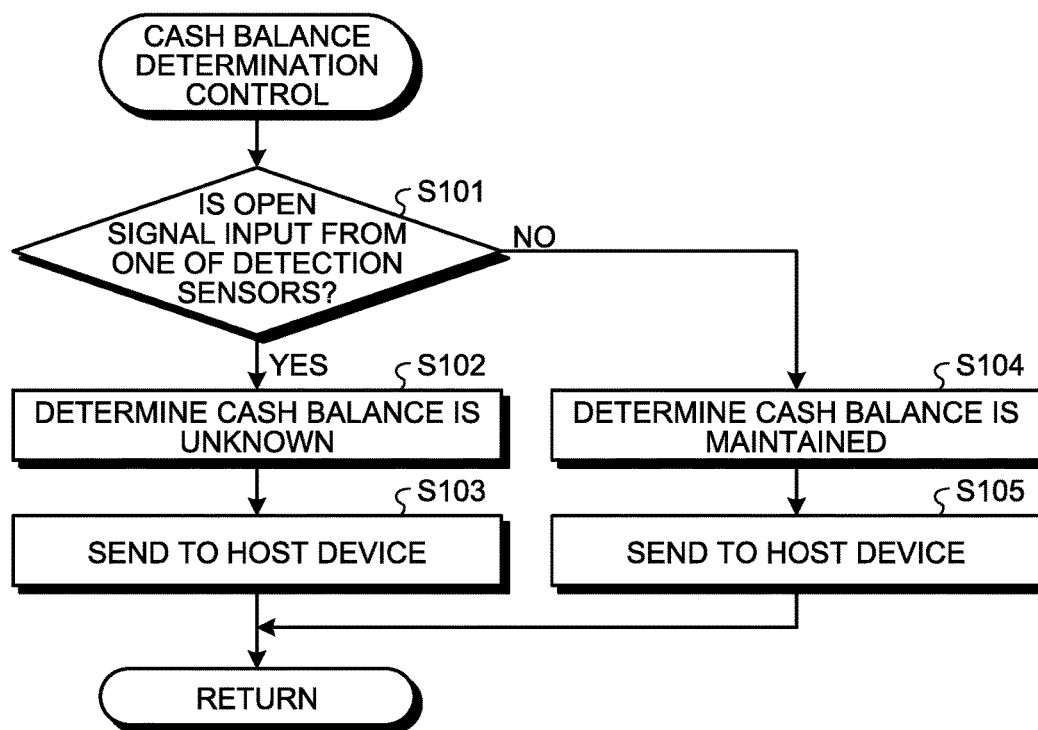 CASH BALANCE
DETERMINATION
CONTROL
S101
IS OPEN
SIGNAL INPUT FROM
ONE OF DETECTION
SENSORS?
NO
YES
S102
DETERMINE CASH BALANCE IS
UNKNOWN
S103
SEND TO HOST DEVICE
S104
DETERMINE CASH BALANCE IS
MAINTAINED
S105
SEND TO HOST DEVICE
RETURN